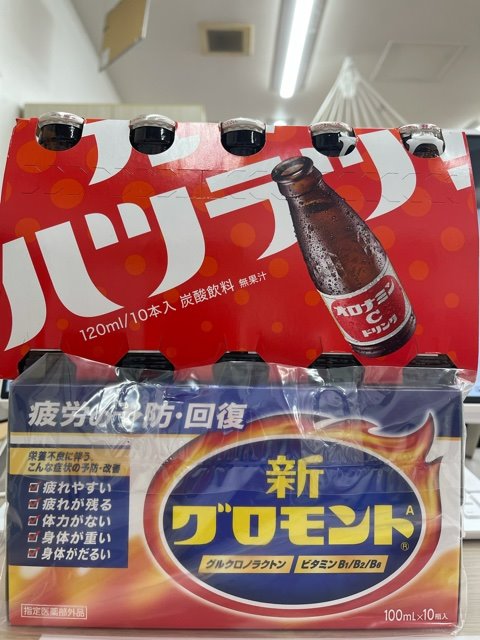 ハツラツ
120ml/10本入 炭酸飲料 無果汁
オロナミン
C
ドリンク
疲労の予防・回復
栄養不良に伴う
こんな症状の予防・改善
疲れやすい
疲れが残る
体力がない
身体が重い
身体がだるい
新
グロモントA®
グルクロノラクトン ビタミンB1/B2/B6
指定医薬部外品
100mL×10瓶入